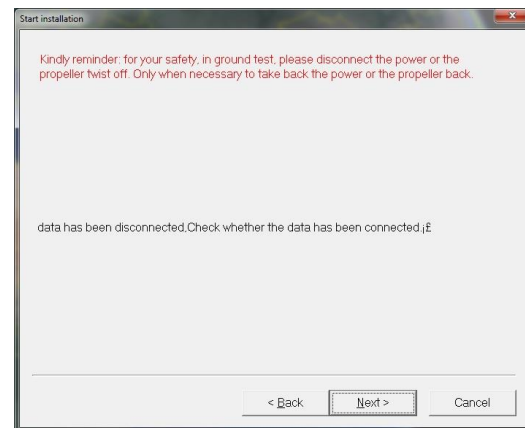 Start installation
Kindly reminder: for your safety, in ground test, please disconnect the power or the
propeller twist off. Only when necessary to take back the power or the propeller back.
data has been disconnected,Check whether the data has been connected.¡£
< Back Next > Cancel